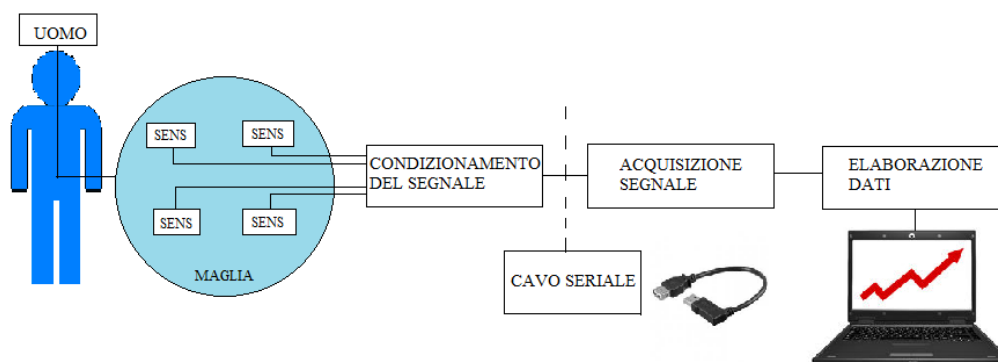 UOMO
SENS
SENS
SENS
SENS
MAGLIA
CONDIZIONAMENTO
DEL SEGNALE
ACQUISIZIONE
SEGNALE
ELABORAZIONE
DATI
CAVO SERIALE